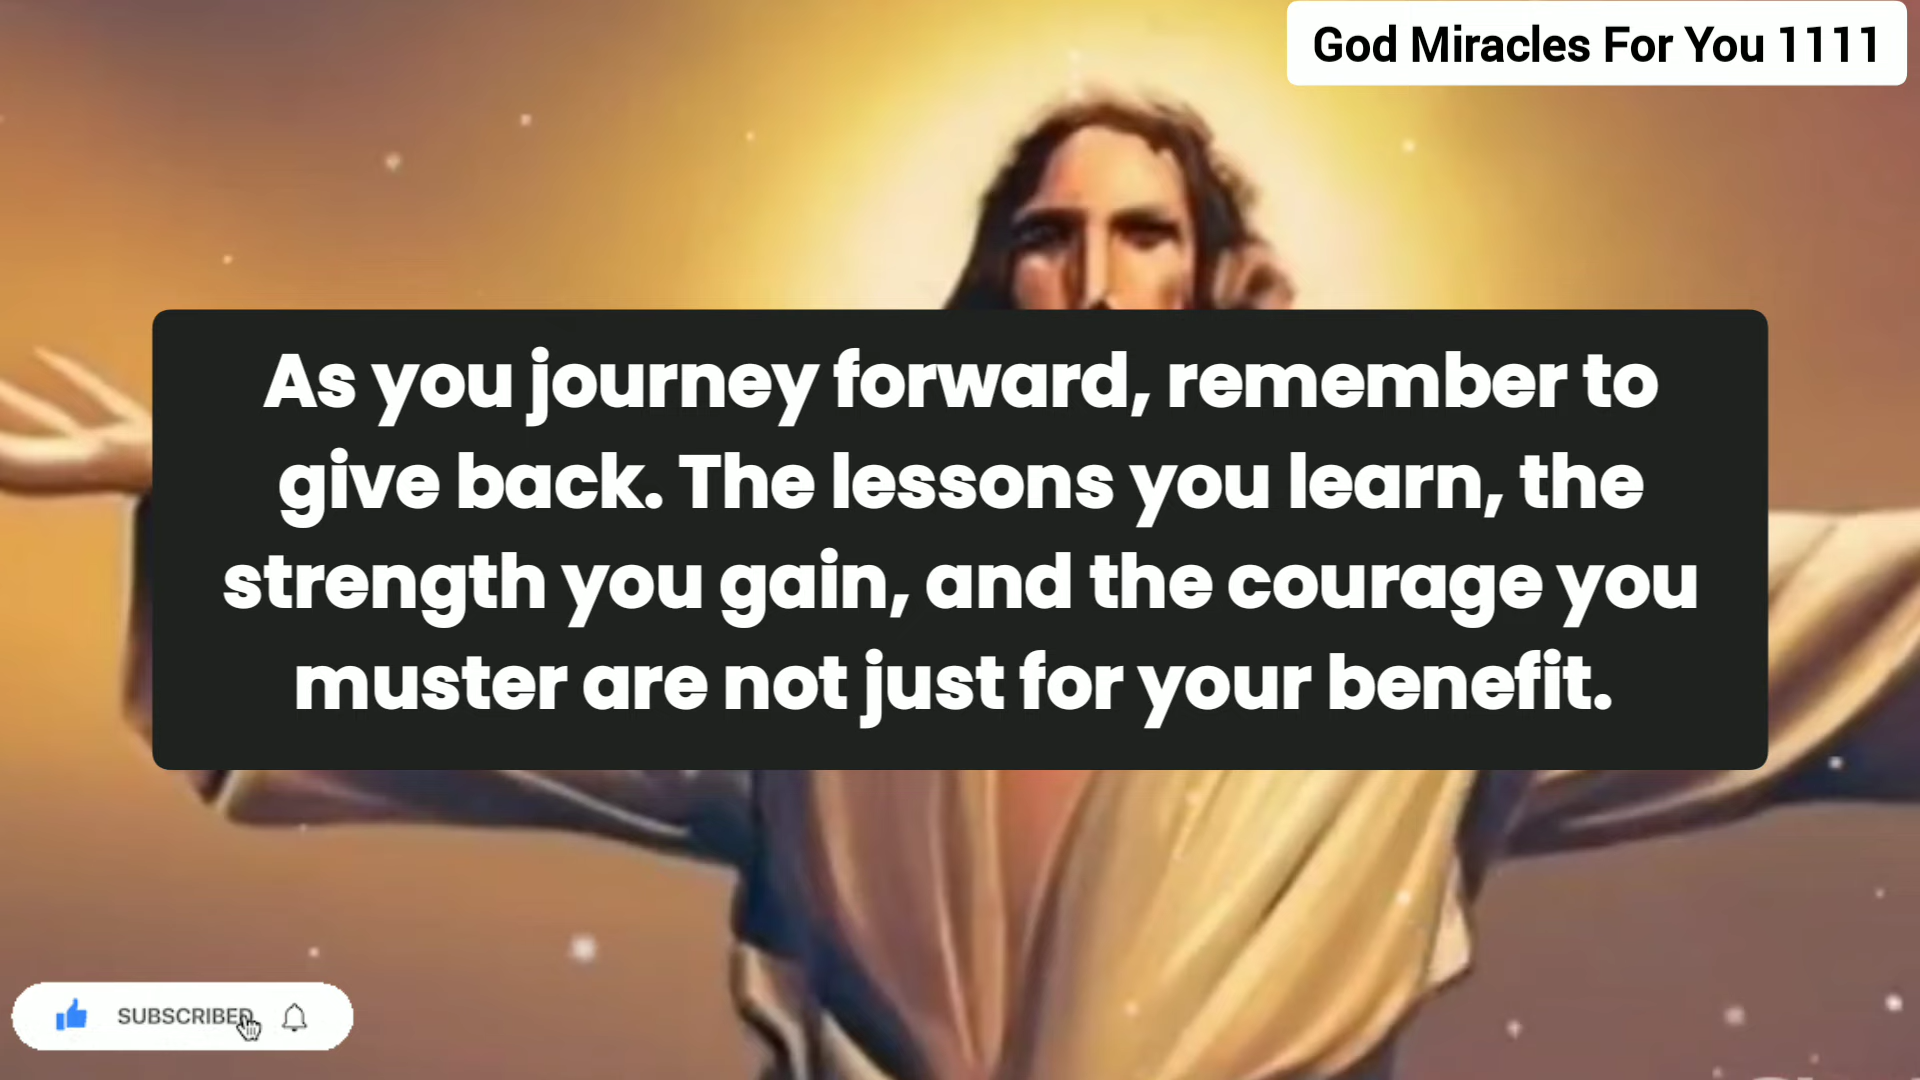 God Miracles For You 1111
As you journey forward, remember to
give back. The lessons you learn, the
strength you gain, and the courage you
muster are not just for your benefit.
SUBSCRIBED